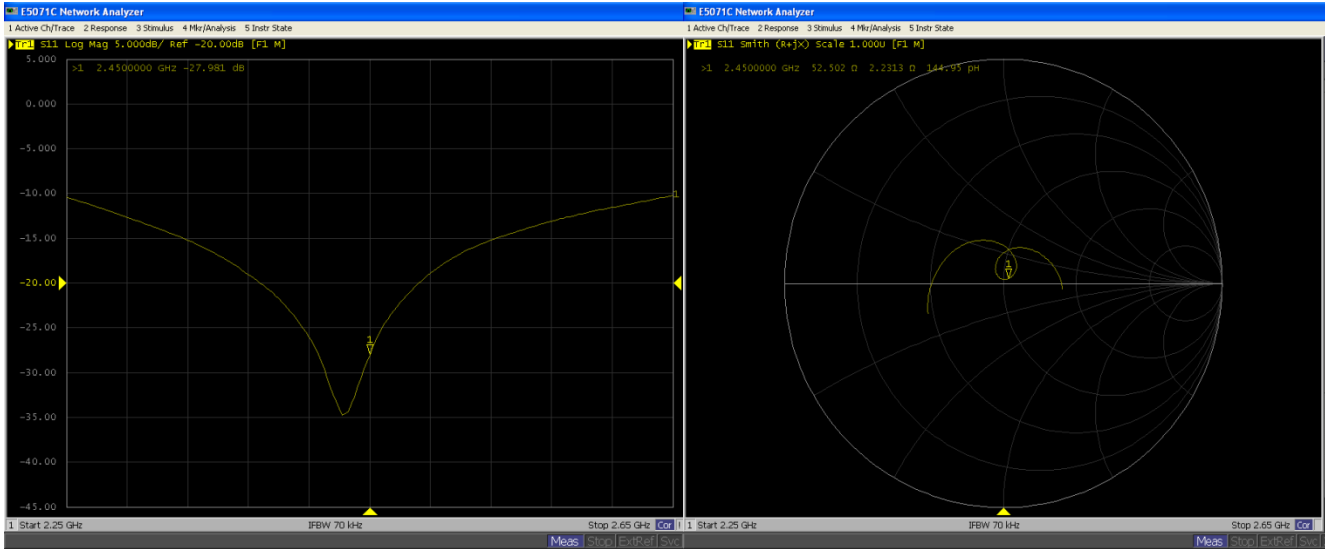 E5071C Network Analyzer
1 Active Ch/Trace 2 Response 3 Stimulus 4 Mkr/Analysis 5 Instr State
Tr1 S11 Log Mag 5.000dB/ Ref -20.00dB [F1 M]
5.000
>1 2.4500000 GHz -27.981 dB
0.000
-5.000
-10.00
1
-15.00
-20.00
-25.00
1
-30.00
-35.00
-40.00
-45.00
1 Start 2.25 GHz IFBW 70 kHz Stop 2.65 GHz Cor !
Meas Stop ExtRef Svc
E5071C Network Analyzer
1 Active Ch/Trace 2 Response 3 Stimulus 4 Mkr/Analysis 5 Instr State
Tr1 S11 Smith (R+jX) Scale 1.000U [F1 M]
>1 2.4500000 GHz 52.502 Ω 2.2313 Ω 144.95 pH
1
1 Start 2.25 GHz IFBW 70 kHz Stop 2.65 GHz Cor
Meas Stop ExtRef Svc